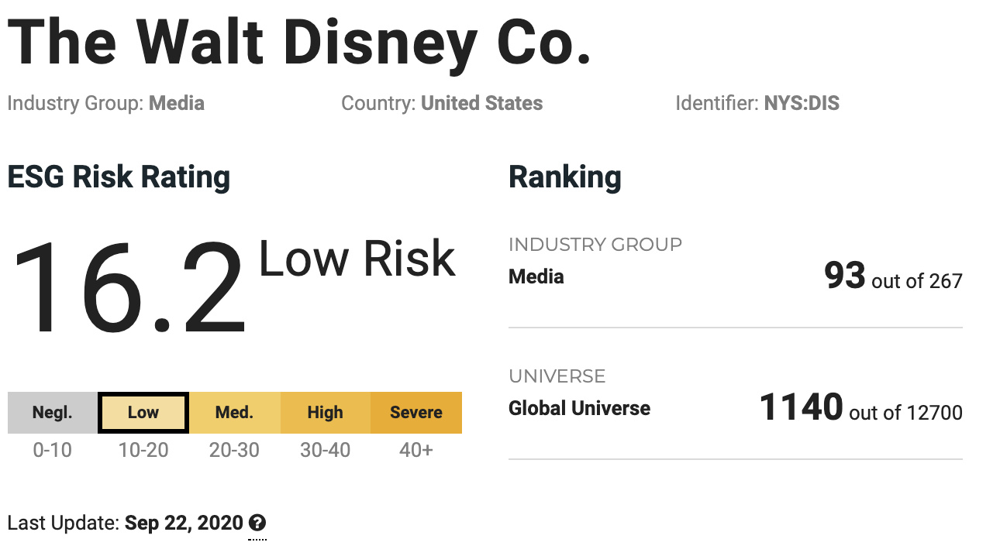 The Walt Disney Co.
Industry Group: Media Country: United States Identifier: NYS:DIS
ESG Risk Rating
16.2 Low Risk
Negl. Low Med. High Severe
0-10 10-20 20-30 30-40 40+
Last Update: Sep 22, 2020 ?
Ranking
INDUSTRY GROUP
Media 93 out of 267
UNIVERSE
Global Universe 1140 out of 12700